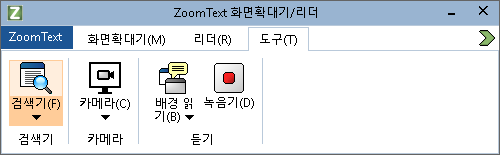 ZoomText 화면확대기/리더
ZoomText 화면확대기(M) 리더(R) 도구(T)
검색기(F) 카메라(C) 배경 읽 녹음기(D)
기(B)
검색기 카메라 듣기